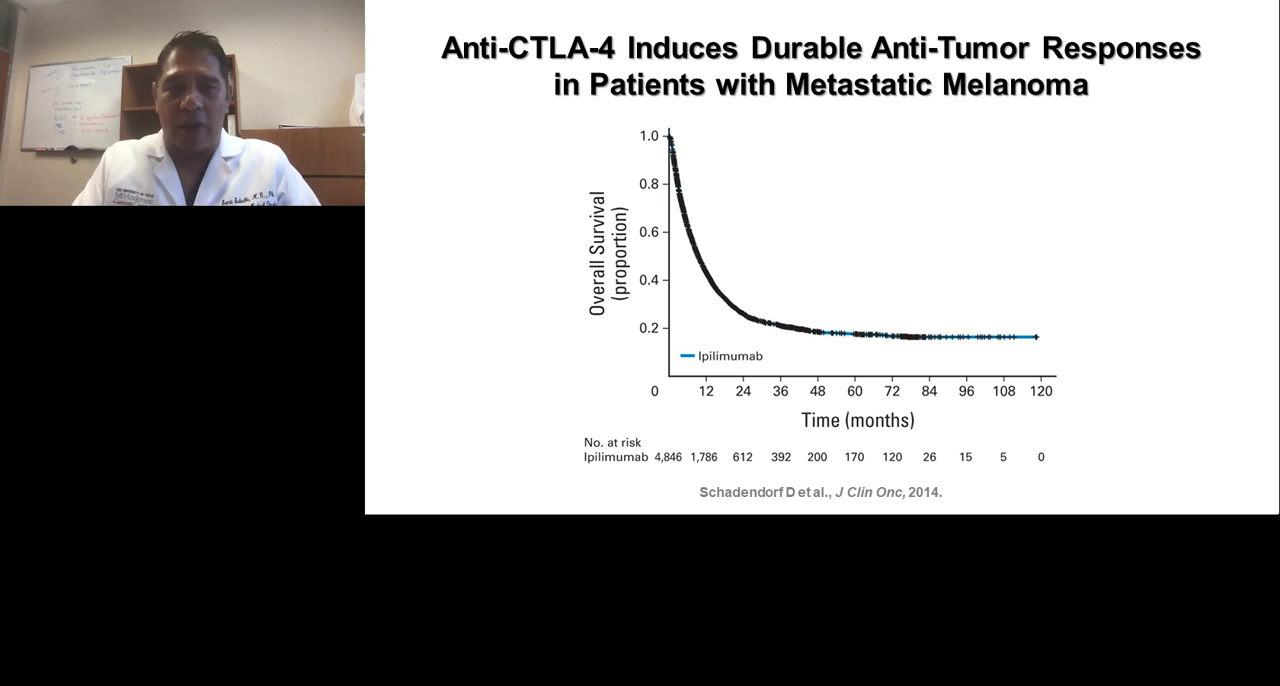 Anti-CTLA-4 Induces Durable Anti-Tumor Responses
in Patients with Metastatic Melanoma
1.0
0.8
0.6
0.4
0.2
Overall Survival
(proportion)
Ipilimumab
0 12 24 36 48 60 72 84 96 108 120
Time (months)
No. at risk
Ipilimumab 4,846 1,786 612 392 200 170 120 26 15 5 0
Schadendorf D et al., J Clin Onc, 2014.